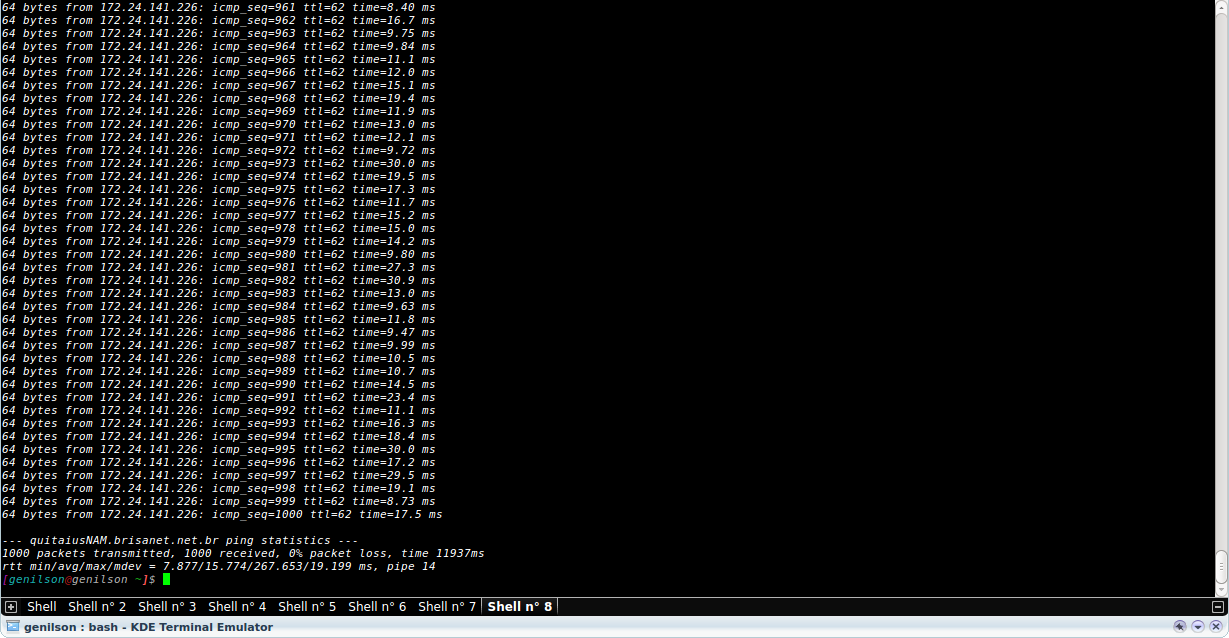 64 bytes from 172.24.141.226: icmp_seq=961 ttl=62 time=8.40 ms
64 bytes from 172.24.141.226: icmp_seq=962 ttl=62 time=16.7 ms
64 bytes from 172.24.141.226: icmp_seq=963 ttl=62 time=9.75 ms
64 bytes from 172.24.141.226: icmp_seq=964 ttl=62 time=9.84 ms
64 bytes from 172.24.141.226: icmp_seq=965 ttl=62 time=11.1 ms
64 bytes from 172.24.141.226: icmp_seq=966 ttl=62 time=12.0 ms
64 bytes from 172.24.141.226: icmp_seq=967 ttl=62 time=15.1 ms
64 bytes from 172.24.141.226: icmp_seq=968 ttl=62 time=19.4 ms
64 bytes from 172.24.141.226: icmp_seq=969 ttl=62 time=11.9 ms
64 bytes from 172.24.141.226: icmp_seq=970 ttl=62 time=13.0 ms
64 bytes from 172.24.141.226: icmp_seq=971 ttl=62 time=12.1 ms
64 bytes from 172.24.141.226: icmp_seq=972 ttl=62 time=9.72 ms
64 bytes from 172.24.141.226: icmp_seq=973 ttl=62 time=30.0 ms
64 bytes from 172.24.141.226: icmp_seq=974 ttl=62 time=19.5 ms
64 bytes from 172.24.141.226: icmp_seq=975 ttl=62 time=17.3 ms
64 bytes from 172.24.141.226: icmp_seq=976 ttl=62 time=11.7 ms
64 bytes from 172.24.141.226: icmp_seq=977 ttl=62 time=15.2 ms
64 bytes from 172.24.141.226: icmp_seq=978 ttl=62 time=15.0 ms
64 bytes from 172.24.141.226: icmp_seq=979 ttl=62 time=14.2 ms
64 bytes from 172.24.141.226: icmp_seq=980 ttl=62 time=9.80 ms
64 bytes from 172.24.141.226: icmp_seq=981 ttl=62 time=27.3 ms
64 bytes from 172.24.141.226: icmp_seq=982 ttl=62 time=30.9 ms
64 bytes from 172.24.141.226: icmp_seq=983 ttl=62 time=13.0 ms
64 bytes from 172.24.141.226: icmp_seq=984 ttl=62 time=9.63 ms
64 bytes from 172.24.141.226: icmp_seq=985 ttl=62 time=11.8 ms
64 bytes from 172.24.141.226: icmp_seq=986 ttl=62 time=9.47 ms
64 bytes from 172.24.141.226: icmp_seq=987 ttl=62 time=9.99 ms
64 bytes from 172.24.141.226: icmp_seq=988 ttl=62 time=10.5 ms
64 bytes from 172.24.141.226: icmp_seq=989 ttl=62 time=10.7 ms
64 bytes from 172.24.141.226: icmp_seq=990 ttl=62 time=14.5 ms
64 bytes from 172.24.141.226: icmp_seq=991 ttl=62 time=23.4 ms
64 bytes from 172.24.141.226: icmp_seq=992 ttl=62 time=11.1 ms
64 bytes from 172.24.141.226: icmp_seq=993 ttl=62 time=16.3 ms
64 bytes from 172.24.141.226: icmp_seq=994 ttl=62 time=18.4 ms
64 bytes from 172.24.141.226: icmp_seq=995 ttl=62 time=30.0 ms
64 bytes from 172.24.141.226: icmp_seq=996 ttl=62 time=17.2 ms
64 bytes from 172.24.141.226: icmp_seq=997 ttl=62 time=29.5 ms
64 bytes from 172.24.141.226: icmp_seq=998 ttl=62 time=19.1 ms
64 bytes from 172.24.141.226: icmp_seq=999 ttl=62 time=8.73 ms
64 bytes from 172.24.141.226: icmp_seq=1000 ttl=62 time=17.5 ms
--- quitaiusNAM.brisanet.net.br ping statistics ---
1000 packets transmitted, 1000 received, 0% packet loss, time 11937ms
rtt min/avg/max/mdev = 7.877/15.774/267.653/19.199 ms, pipe 14
[genilson@genilson ~]$
Shell Shell n° 2 Shell n° 3 Shell n° 4 Shell n° 5 Shell n° 6 Shell n° 7 Shell n° 8
genilson : bash - KDE Terminal Emulator